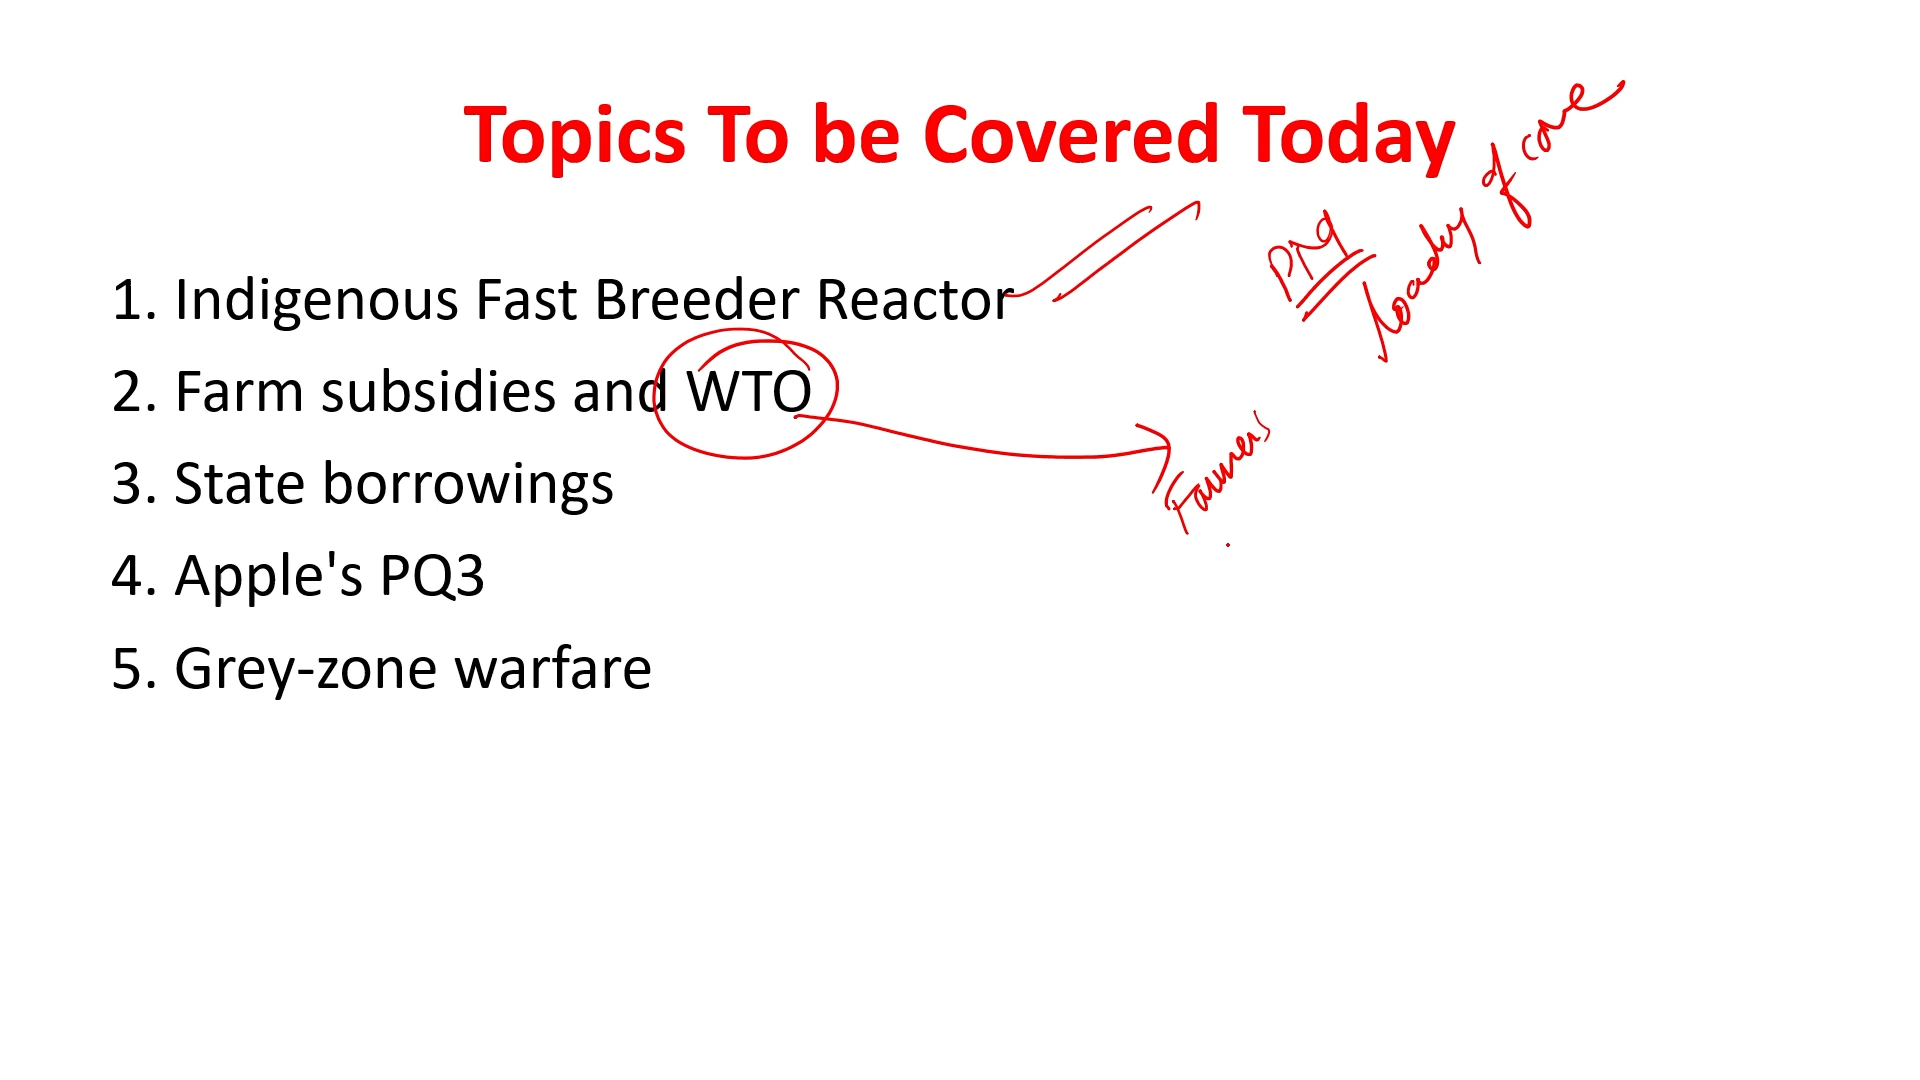 Topics To be Covered Today
1. Indigenous Fast Breeder Reactor
2. Farm subsidies and WTO
3. State borrowings
4. Apple's PQ3
5. Grey-zone warfare
loading of core
Farmers